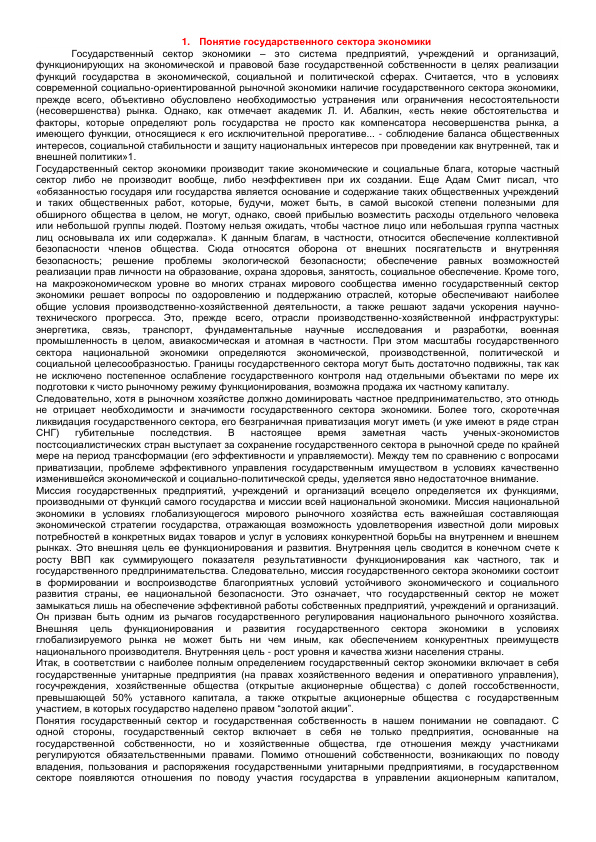 1. Понятие государственного сектора экономики
Государственный сектор экономики – это система предприятий, учреждений и организаций,
функционирующих на экономической и правовой базе государственной собственности в целях реализации
функций государства в экономической, социальной и политической сферах. Считается, что в условиях
современной социально-ориентированной рыночной экономики наличие государственного сектора экономики,
прежде всего, объективно обусловлено необходимостью устранения или ограничения несостоятельности
(несовершенства) рынка. Однако, как отмечает академик Л. И. Абалкин, «есть некие обстоятельства и
факторы, которые определяют роль государства не просто как компенсатора несовершенства рынка, а
имеющего функции, относящиеся к его исключительной прерогативе... - соблюдение баланса общественных
интересов, социальной стабильности и защиту национальных интересов при проведении как внутренней, так и
внешней политики»1.
Государственный сектор экономики производит такие экономические и социальные блага, которые частный
сектор либо не производит вообще, либо неэффективен при их создании. Еще Адам Смит писал, что
«обязанностью государя или государства является основание и содержание таких общественных учреждений
и таких общественных работ, которые, будучи, может быть, в самой высокой степени полезными для
обширного общества в целом, не могут, однако, своей прибылью возместить расходы отдельного человека
или небольшой группы людей. Поэтому нельзя ожидать, чтобы частное лицо или небольшая группа частных
лиц основывала их или содержала». К данным благам, в частности, относится обеспечение коллективной
безопасности членов общества. Сюда относятся оборона от внешних посягательств и внутренняя
безопасность; решение проблемы экологической безопасности; обеспечение равных возможностей
реализации прав личности на образование, охрана здоровья, занятость, социальное обеспечение. Кроме того,
на макроэкономическом уровне во многих странах мирового сообщества именно государственный сектор
экономики решает вопросы по оздоровлению и поддержанию отраслей, которые обеспечивают наиболее
общие условия производственно-хозяйственной деятельности, а также решают задачи ускорения научно-
технического прогресса. Это, прежде всего, отрасли производственно-хозяйственной инфраструктуры:
энергетика, связь, транспорт, фундаментальные научные исследования и разработки, военная
промышленность в целом, авиакосмическая и атомная в частности. При этом масштабы государственного
сектора национальной экономики определяются экономической, производственной, политической и
социальной целесообразностью. Границы государственного сектора могут быть достаточно подвижны, так как
не исключено постепенное ослабление государственного контроля над отдельными объектами по мере их
подготовки к чисто рыночному режиму функционирования, возможна продажа их частному капиталу.
Следовательно, хотя в рыночном хозяйстве должно доминировать частное предпринимательство, это отнюдь
не отрицает необходимости и значимости государственного сектора экономики. Более того, скоротечная
ликвидация государственного сектора, его безграничная приватизация могут иметь (и уже имеют в ряде стран
СНГ) губительные последствия. В настоящее время заметная часть ученых-экономистов
постсоциалистических стран выступает за сохранение государственного сектора в рыночной среде по крайней
мере на период трансформации (его эффективности и управляемости). Между тем по сравнению с вопросами
приватизации, проблеме эффективного управления государственным имуществом в условиях качественно
изменившейся экономической и социально-политической среды, уделяется явно недостаточное внимание.
Миссия государственных предприятий, учреждений и организаций всецело определяется их функциями,
производными от функций самого государства и миссии всей национальной экономики. Миссия национальной
экономики в условиях глобализующегося мирового рыночного хозяйства есть важнейшая составляющая
экономической стратегии государства, отражающая возможность удовлетворения известной доли мировых
потребностей в конкретных видах товаров и услуг в условиях конкурентной борьбы на внутреннем и внешнем
рынках. Это внешняя цель ее функционирования и развития. Внутренняя цель сводится в конечном счете к
росту ВВП как суммирующего показателя результативности функционирования как частного, так и
государственного предпринимательства. Следовательно, миссия государственного сектора экономики состоит
в формировании и воспроизводстве благоприятных условий устойчивого экономического и социального
развития страны, ее национальной безопасности. Это означает, что государственный сектор не может
замыкаться лишь на обеспечение эффективной работы собственных предприятий, учреждений и организаций.
Он призван быть одним из рычагов государственного регулирования национального рыночного хозяйства.
Внешняя цель функционирования и развития государственного сектора экономики в условиях
глобализируемого рынка не может быть ни чем иным, как обеспечением конкурентных преимуществ
национального производителя. Внутренняя цель - рост уровня и качества жизни населения страны.
Итак, в соответствии с наиболее полным определением государственный сектор экономики включает в себя
государственные унитарные предприятия (на правах хозяйственного ведения и оперативного управления),
госучреждения, хозяйственные общества (открытые акционерные общества) с долей госсобственности,
превышающей 50% уставного капитала, а также открытые акционерные общества с государственным
участием, в которых государство наделено правом “золотой акции”.
Понятия государственный сектор и государственная собственность в нашем понимании не совпадают. С
одной стороны, государственный сектор включает в себя не только предприятия, основанные на
государственной собственности, но и хозяйственные общества, где отношения между участниками
регулируются обязательственными правами. Помимо отношений собственности, возникающих по поводу
владения, пользования и распоряжения государственными унитарными предприятиями, в государственном
секторе появляются отношения по поводу участия государства в управлении акционерным капиталом,